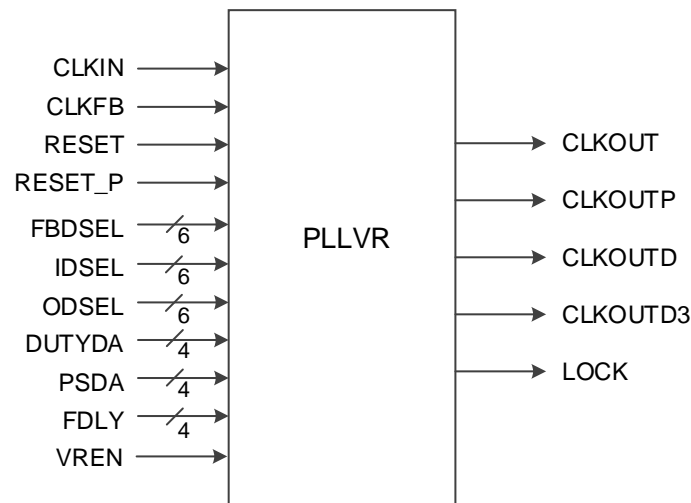 CLKIN
CLKFB
RESET
RESET_P
FBDSEL 6
IDSEL 6
ODSEL 6
DUTYDA 4
PSDA 4
FDLY 4
VREN
PLLVR
CLKOUT
CLKOUTP
CLKOUTD
CLKOUTD3
LOCK